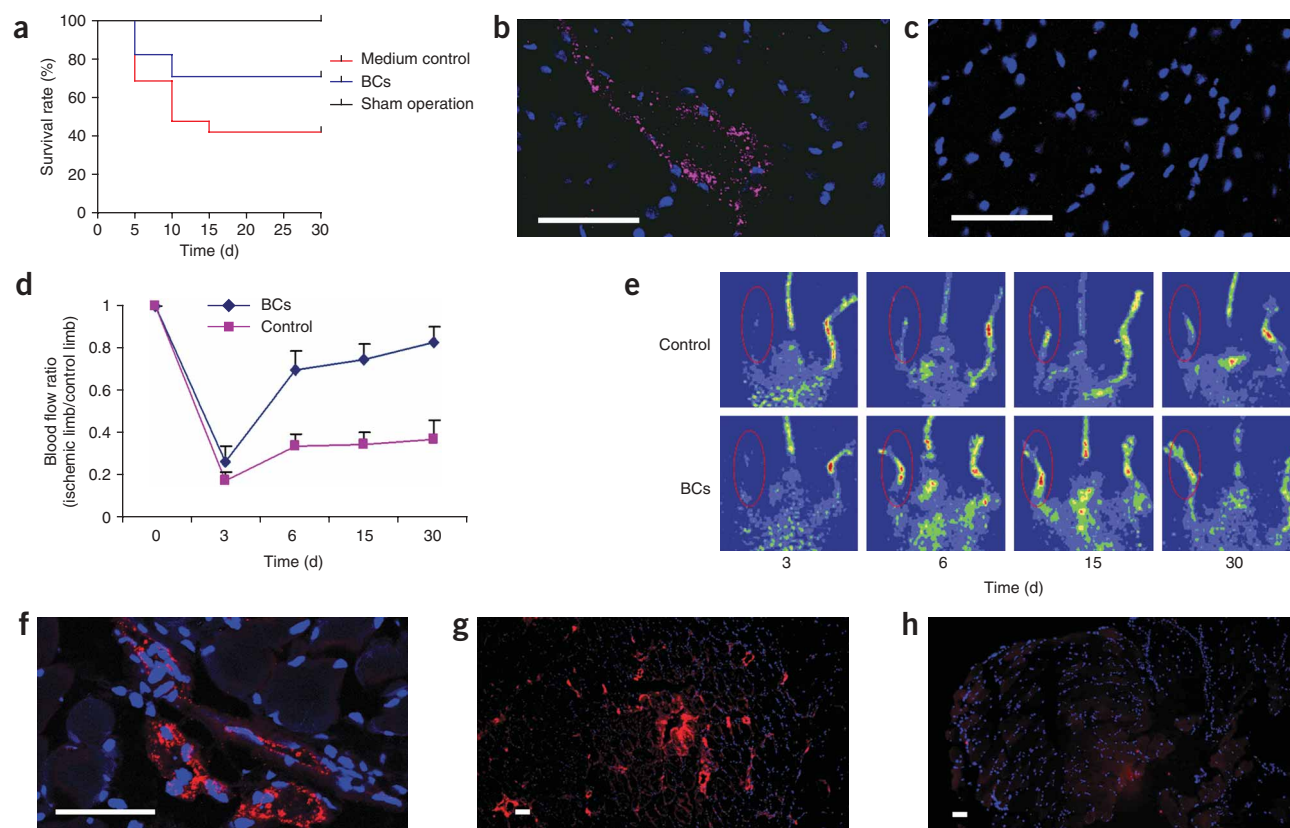 a
100
80
60
40
20
0
Survival rate (%)
0 5 10 15 20 25 30
Time (d)
Medium control
BCs
Sham operation
b
c
d
1
0.8
0.6
0.4
0.2
0
Blood flow ratio
(ischemic limb/control limb)
BCs
Control
0 3 6 15 30
Time (d)
e
Control
BCs
3 6 15 30
Time (d)
f
g
h